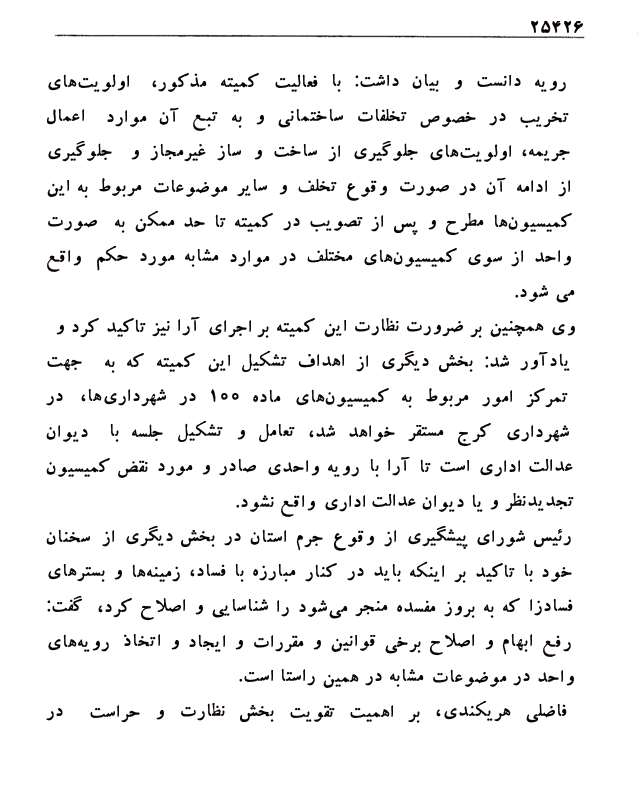 ۲۵۴۲۶
رویه دانست و بیان داشت: با فعالیت کمیته مذکور، اولویت‌های
تخریب در خصوص تخلفات ساختمانی و به تبع آن موارد اعمال
جریمه، اولویت‌های جلوگیری از ساخت و ساز غیرمجاز و جلوگیری
از ادامه آن در صورت وقوع تخلف و سایر موضوعات مربوط به این
کمیسیون‌ها مطرح و پس از تصویب در کمیته تا حد ممکن به صورت
واحد از سوی کمیسیون‌های مختلف در موارد مشابه مورد حکم واقع
می شود.
وی همچنین بر ضرورت نظارت این کمیته بر اجرای آرا نیز تاکید کرد و
یادآور شد: بخش دیگری از اهداف تشکیل این کمیته که به جهت
تمرکز امور مربوط به کمیسیون‌های ماده ۱۰۰ در شهرداری‌ها، در
شهرداری کرج مستقر خواهد شد، تعامل و تشکیل جلسه با دیوان
عدالت اداری است تا آرا با رویه واحدی صادر و مورد نقض کمیسیون
تجدیدنظر و یا دیوان عدالت اداری واقع نشود.
رئیس شورای پیشگیری از وقوع جرم استان در بخش دیگری از سخنان
خود با تاکید بر اینکه باید در کنار مبارزه با فساد، زمینه‌ها و بسترهای
فسادزا که به بروز مفسده منجر می‌شود را شناسایی و اصلاح کرد، گفت:
رفع ابهام و اصلاح برخی قوانین و مقررات و ایجاد و اتخاذ رویه‌های
واحد در موضوعات مشابه در همین راستا است.
فاضلی هریکندی، بر اهمیت تقویت بخش نظارت و حراست در